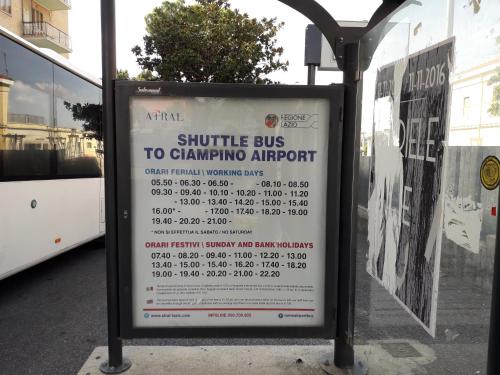 ATRAL
REGIONE
LAZIO
SHUTTLE BUS
TO CIAMPINO AIRPORT
ORARI FERIALI \ WORKING DAYS
05.50 - 06.30 - 06.50 - - 08.10 - 08.50
09.30 - 09.40 - 10.10 - 10.20 - 11.00 - 11.20
- 13.00 - 13.40 - 14.20 - 15.00 - 15.40
16.00* - - 17.00 - 17.40 - 18.20 - 19.00
19.40 - 20.20 - 21.00 -
* NON SI EFFETTUA IL SABATO / NO SATURDAY
ORARI FESTIVI \ SUNDAY AND BANK HOLIDAYS
07.40 - 08.20 - 09.40 - 11.00 - 12.20 - 13.00
13.40 - 15.00 - 15.40 - 16.20 - 17.40 - 18.20
19.00 - 19.40 - 20.20 - 21.00 - 22.20
www.atral-lazio.com
INFOLINE
11-2016